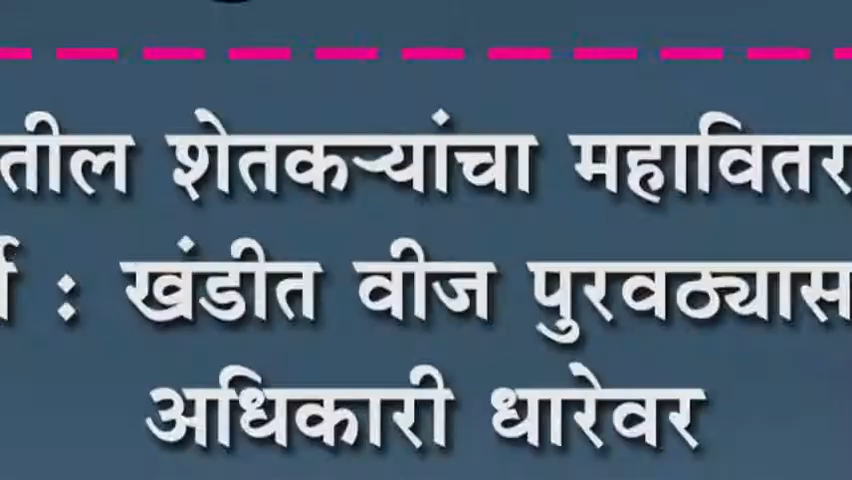 तील शेतकऱ्यांचा महावितर
: खंडीत वीज पुरवठ्यास
अधिकारी धारेवर